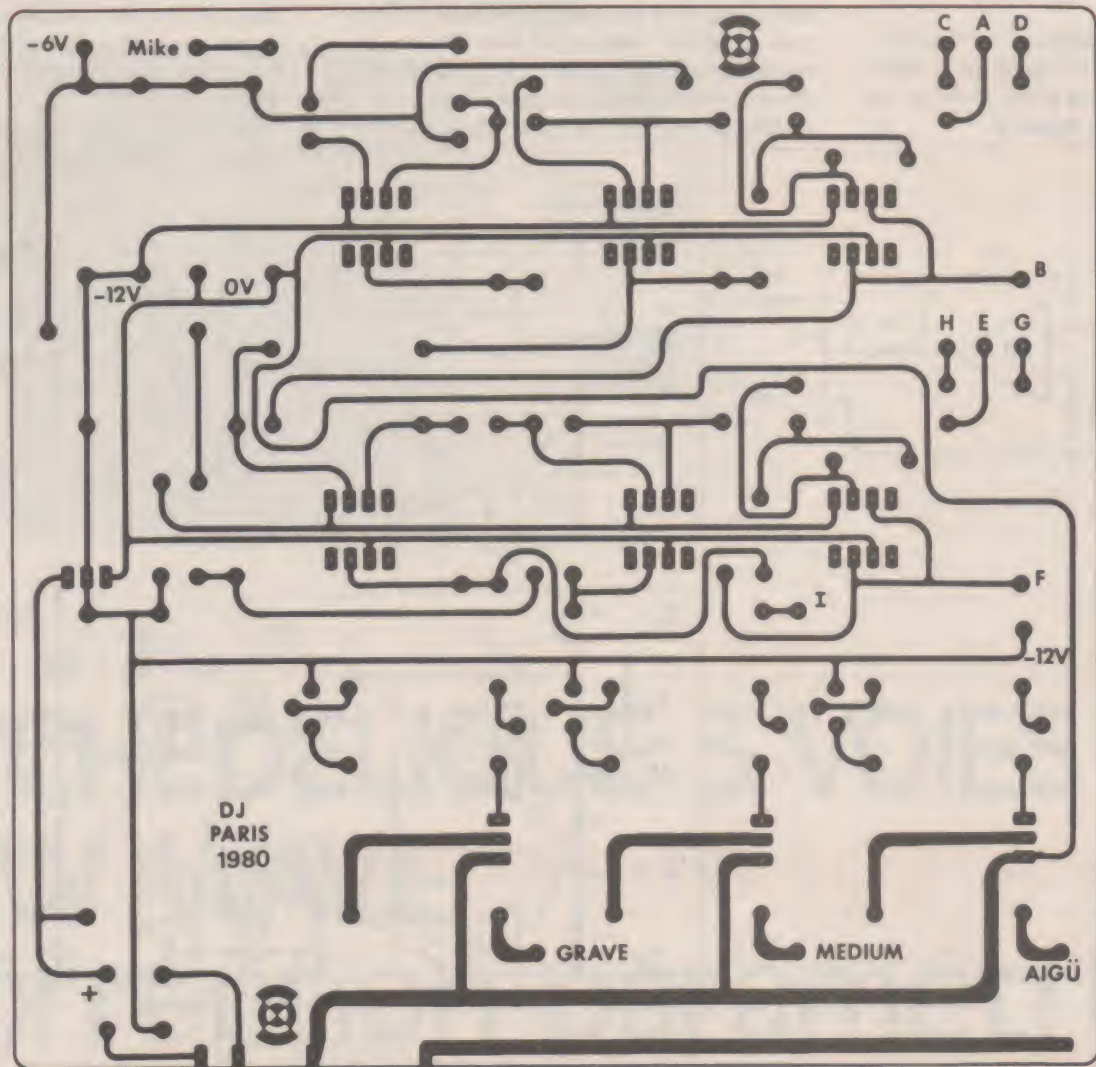 -6V
Mike
C A D
-12V
0V
B
H E G
I
F
-12V
DJ
PARIS
1980
GRAVE
MEDIUM
AIGÜ
+